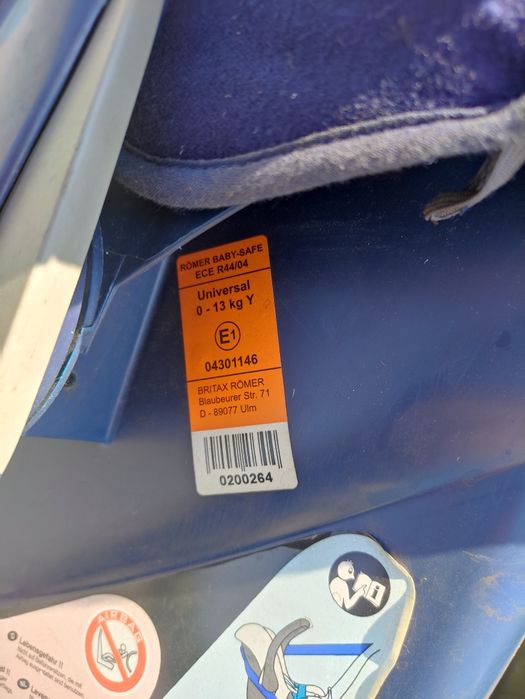 RÖMER BABY-SAFE
ECE R44/04
Universal
0 - 13 kg Y
E1
04301146
BRITAX RÖMER
Blaubeurer Str. 71
D - 89077 Ulm
0200264
AIRBAG
Lebensgefahr !!